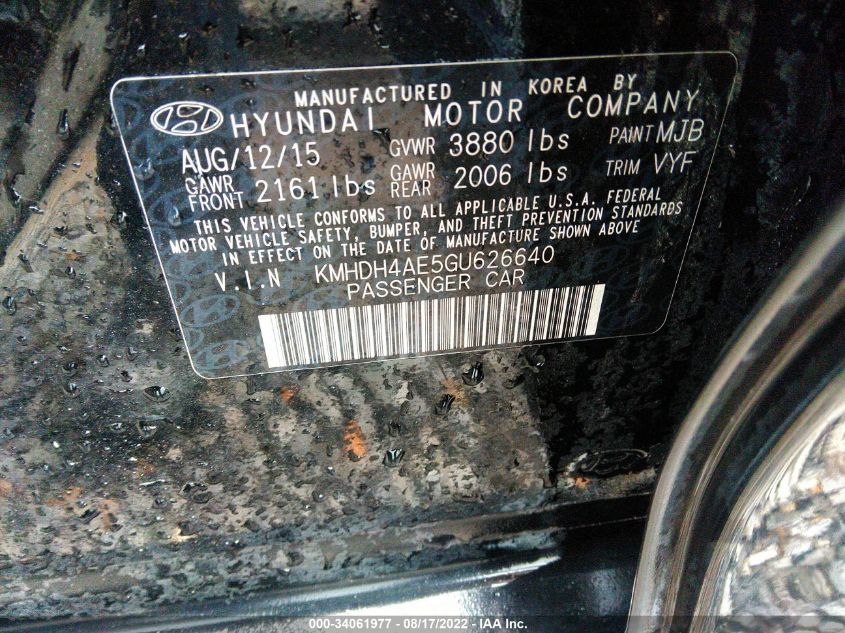 MANUFACTURED IN KOREA BY
HYUNDAI MOTOR COMPANY
AUG/12/15 GVWR 3880 lbs PAINT MJB
GAWR FRONT 2161 lbs GAWR REAR 2006 lbs TRIM VYF
THIS VEHICLE CONFORMS TO ALL APPLICABLE U.S.A. FEDERAL
MOTOR VEHICLE SAFETY, BUMPER, AND THEFT PREVENTION STANDARDS
IN EFFECT ON THE DATE OF MANUFACTURE SHOWN ABOVE
V.I.N KMHDH4AE5GU626640
PASSENGER CAR
000-34061977 - 08/17/2022 - IAA Inc.